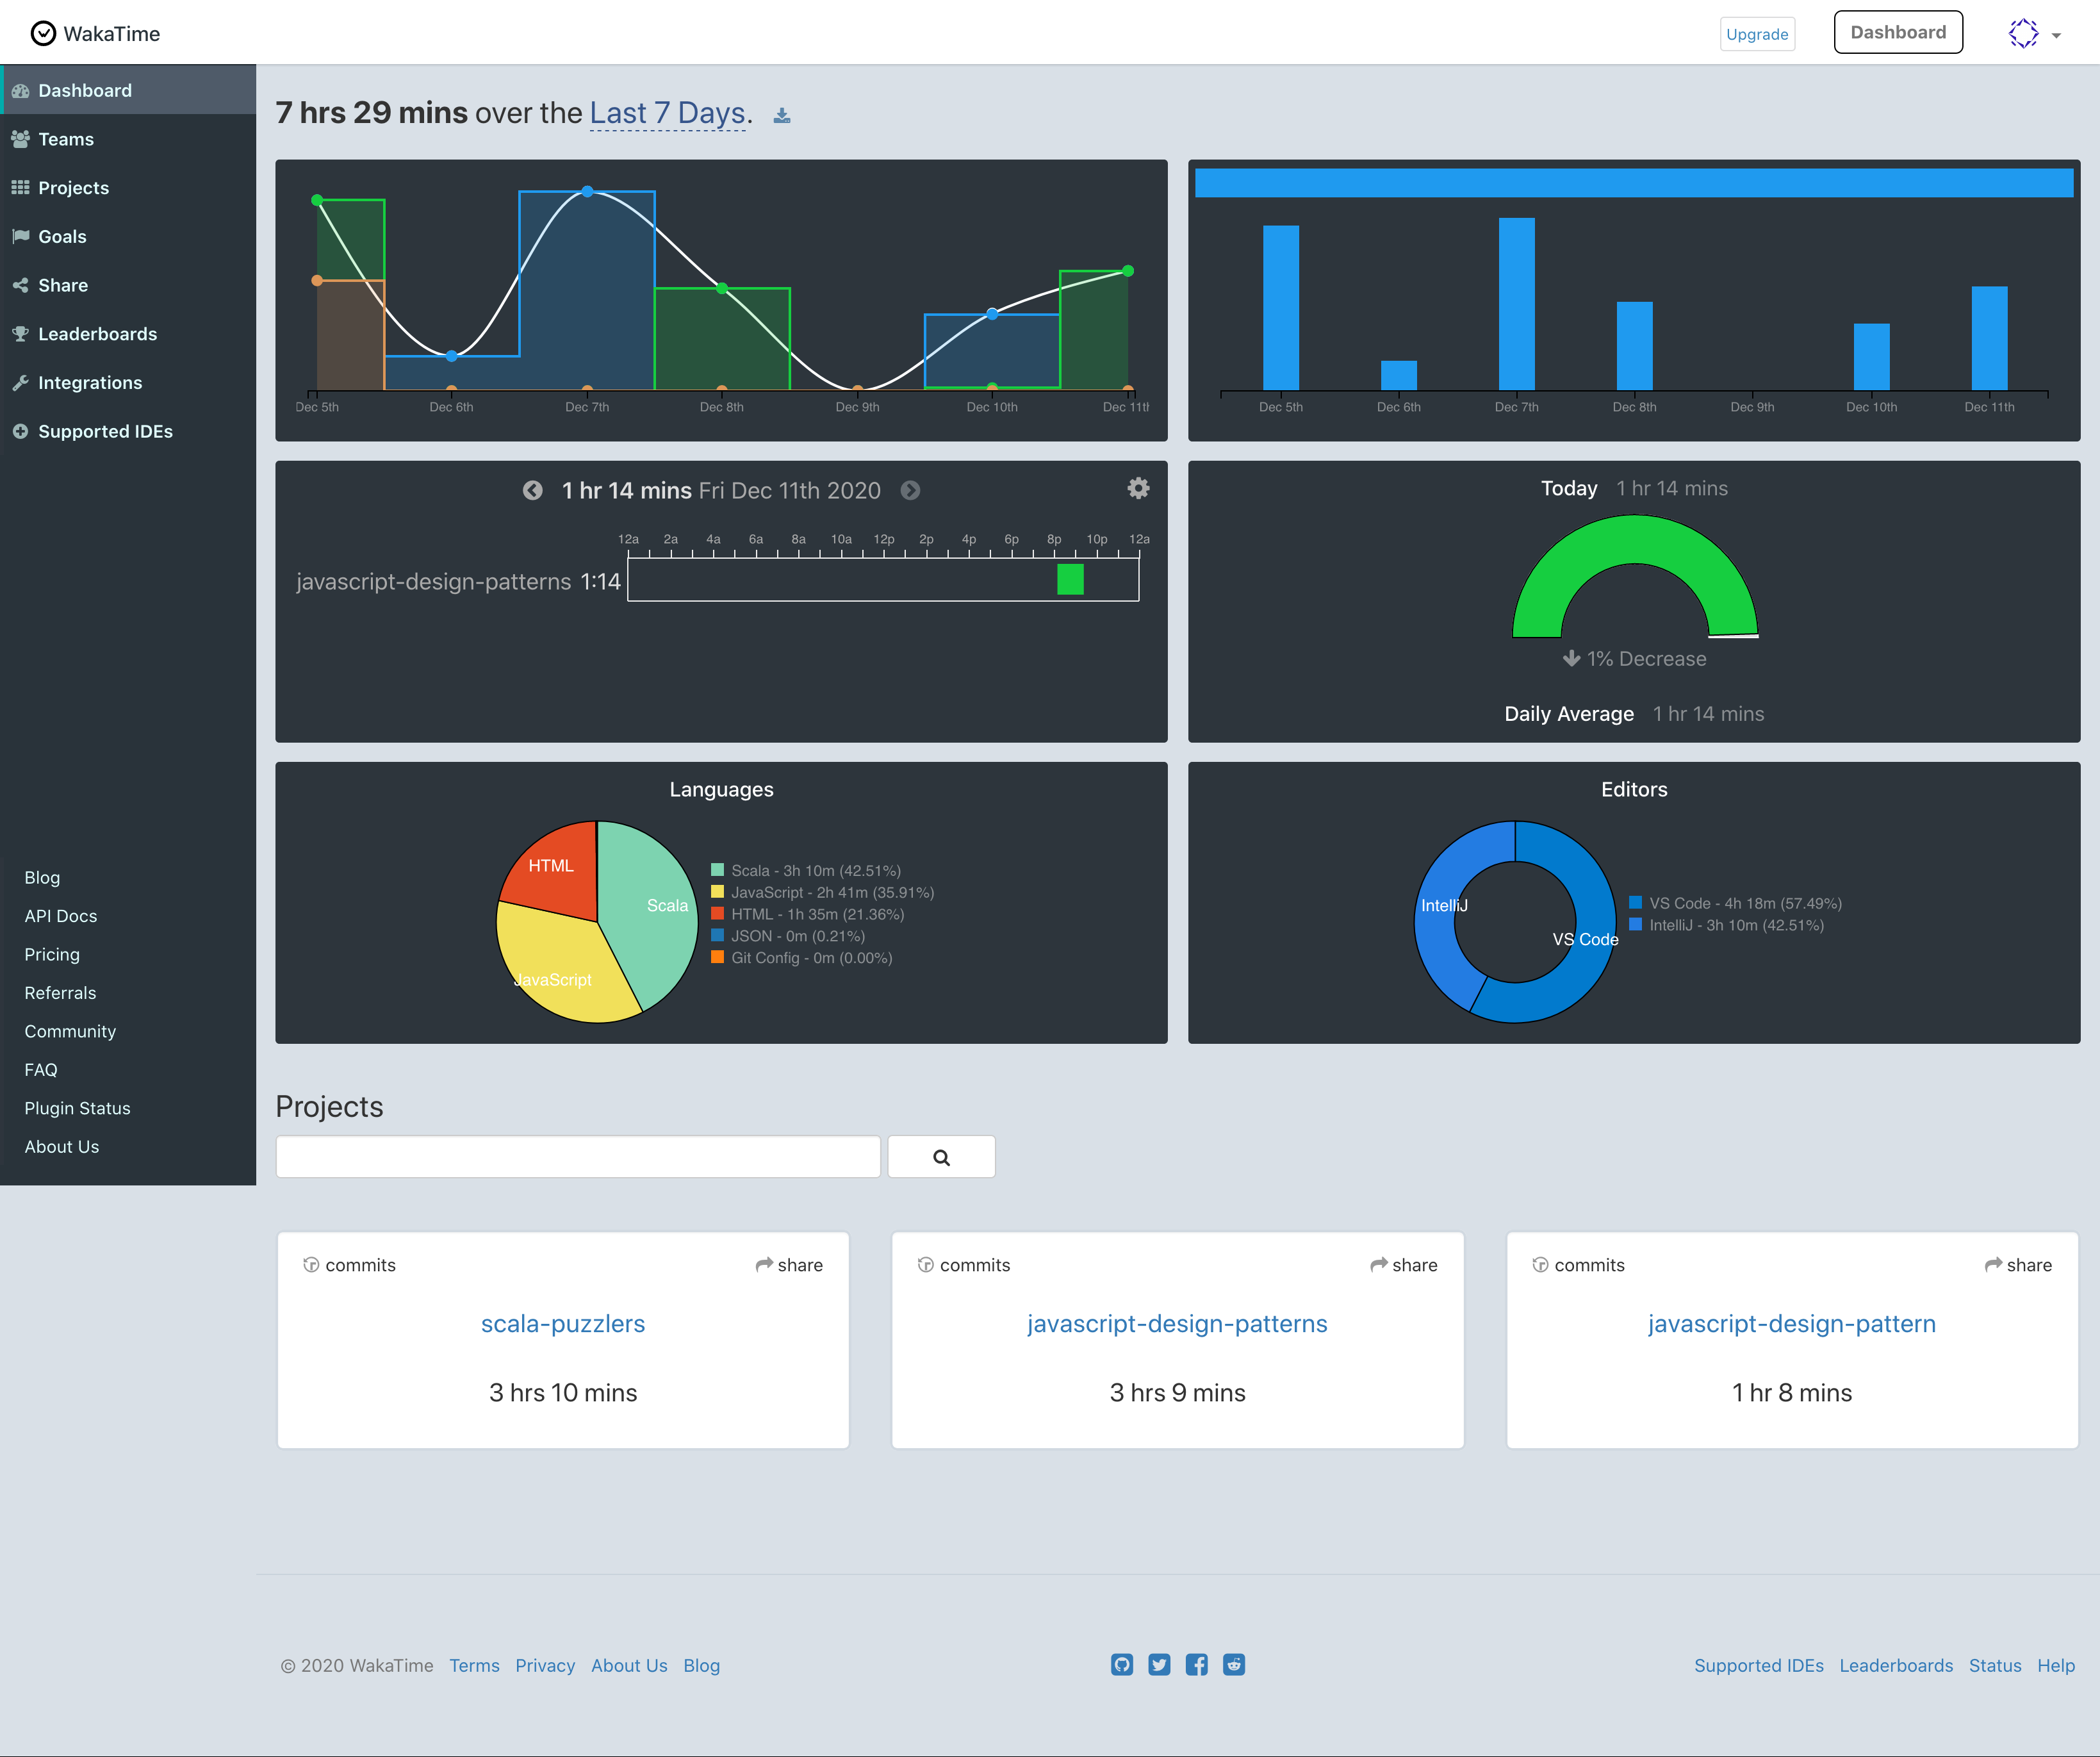 WakaTime
Upgrade
Dashboard
Dashboard
Teams
Projects
Goals
Share
Leaderboards
Integrations
Supported IDEs
Blog
API Docs
Pricing
Referrals
Community
FAQ
Plugin Status
About Us
7 hrs 29 mins over the Last 7 Days.
Dec 5th Dec 6th Dec 7th Dec 8th Dec 9th Dec 10th Dec 11th
Dec 5th Dec 6th Dec 7th Dec 8th Dec 9th Dec 10th Dec 11th
1 hr 14 mins Fri Dec 11th 2020
12a 2a 4a 6a 8a 10a 12p 2p 4p 6p 8p 10p 12a
javascript-design-patterns 1:14
Today 1 hr 14 mins
1% Decrease
Daily Average 1 hr 14 mins
Languages
HTML
Scala
JavaScript
Scala - 3h 10m (42.51%)
JavaScript - 2h 41m (35.91%)
HTML - 1h 35m (21.36%)
JSON - 0m (0.21%)
Git Config - 0m (0.00%)
Editors
IntelliJ
VS Code
VS Code - 4h 18m (57.49%)
IntelliJ - 3h 10m (42.51%)
Projects
commits share
scala-puzzlers
3 hrs 10 mins
commits share
javascript-design-patterns
3 hrs 9 mins
commits share
javascript-design-pattern
1 hr 8 mins
© 2020 WakaTime Terms Privacy About Us Blog
Supported IDEs Leaderboards Status Help